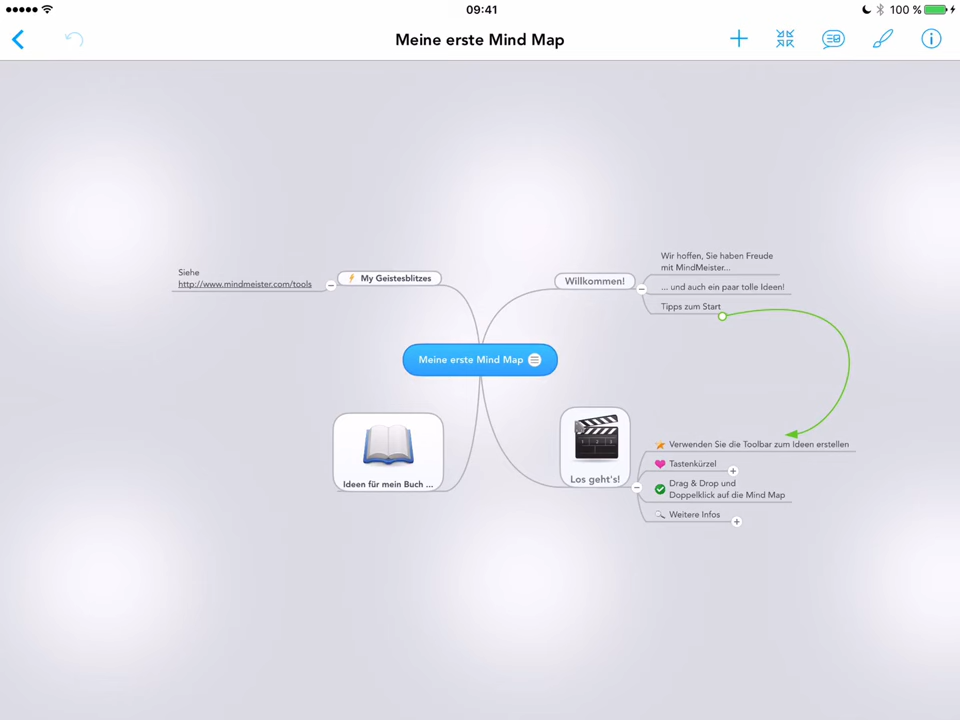 09:41
100 %
Meine erste Mind Map
Siehe
http://www.mindmeister.com/tools
My Geistesblitzes
Willkommen!
Wir hoffen, Sie haben Freude
mit MindMeister...
... und auch ein paar tolle Ideen!
Tipps zum Start
Meine erste Mind Map
Ideen für mein Buch ...
1 2 3
Los geht's!
Verwenden Sie die Toolbar zum Ideen erstellen
Tastenkürzel
Drag & Drop und
Doppelklick auf die Mind Map
Weitere Infos